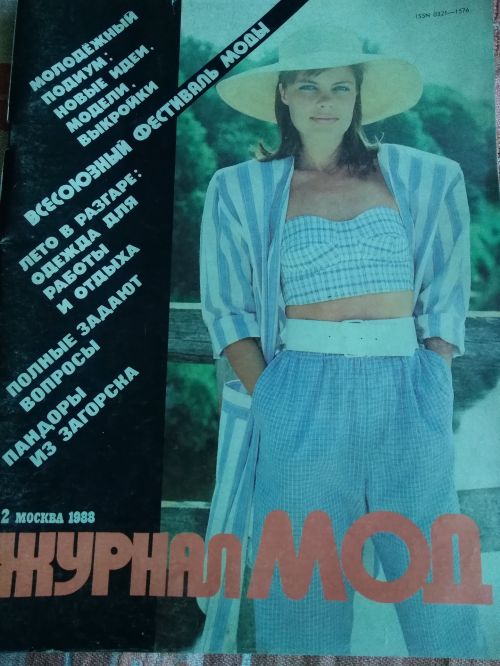 ISSN 0321—1576
МОЛОДЁЖНЫЙ
ПОДИУМ:
НОВЫЕ ИДЕИ,
МОДЕЛИ,
ВЫКРОЙКИ
ВСЕСОЮЗНЫЙ ФЕСТИВАЛЬ МОДЫ
ЛЕТО В РАЗГАРЕ:
ОДЕЖДА ДЛЯ
РАБОТЫ
И ОТДЫХА
ПОЛНЫЕ ЗАДАЮТ
ВОПРОСЫ
ПАНДОРЫ
ИЗ ЗАГОРСКА
2 МОСКВА 1988
ЖУРНАЛ МОД